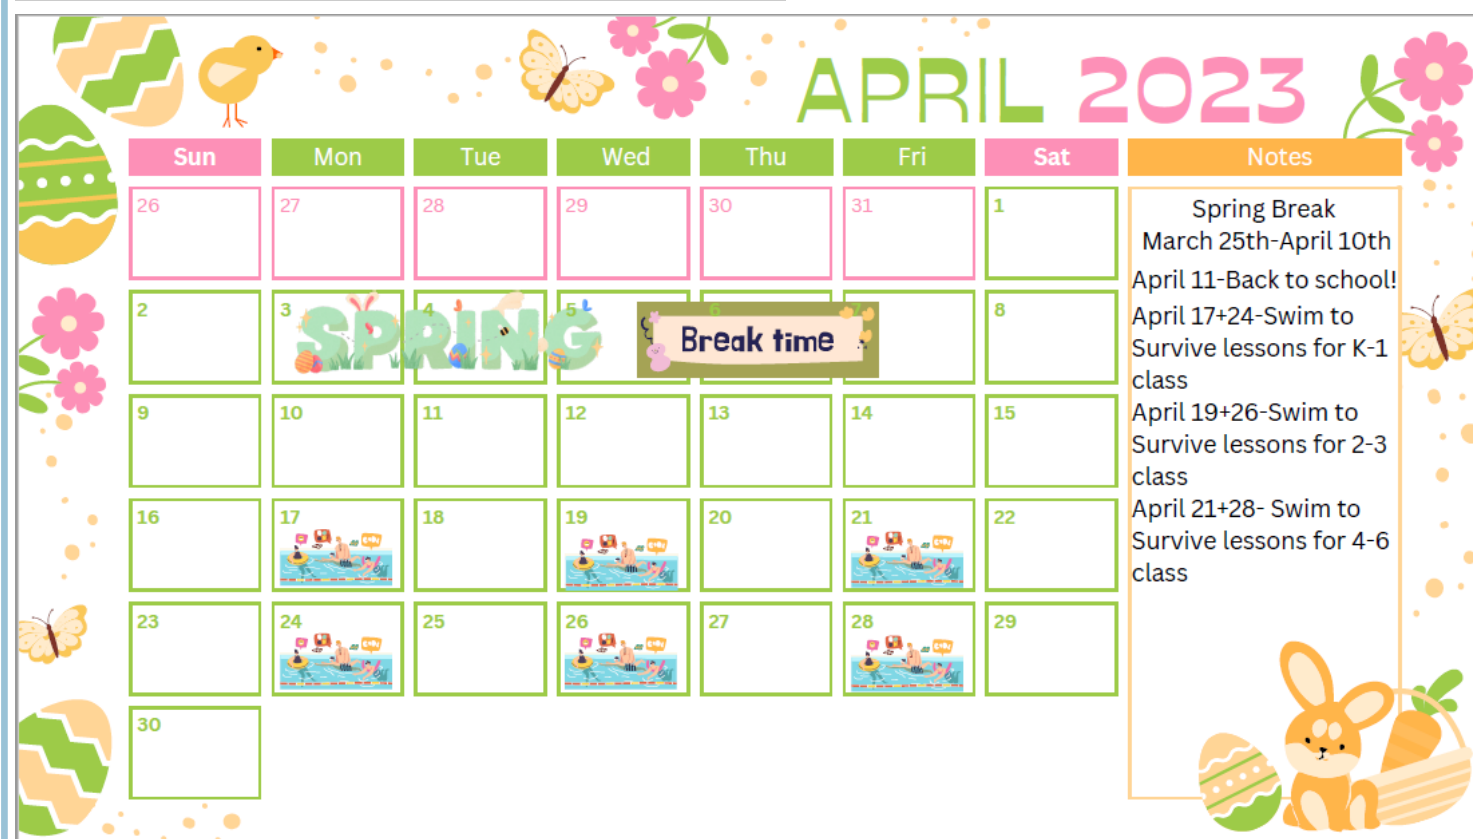 APRIL 2023
Sun Mon Tue Wed Thu Fri Sat Notes
26 27 28 29 30 31 1
2 3 4 5 6 7 8
SPRING Break time
9 10 11 12 13 14 15
16 17 18 19 20 21 22
23 24 25 26 27 28 29
30
Spring Break
March 25th-April 10th
April 11-Back to school!
April 17+24-Swim to
Survive lessons for K-1
class
April 19+26-Swim to
Survive lessons for 2-3
class
April 21+28- Swim to
Survive lessons for 4-6
class